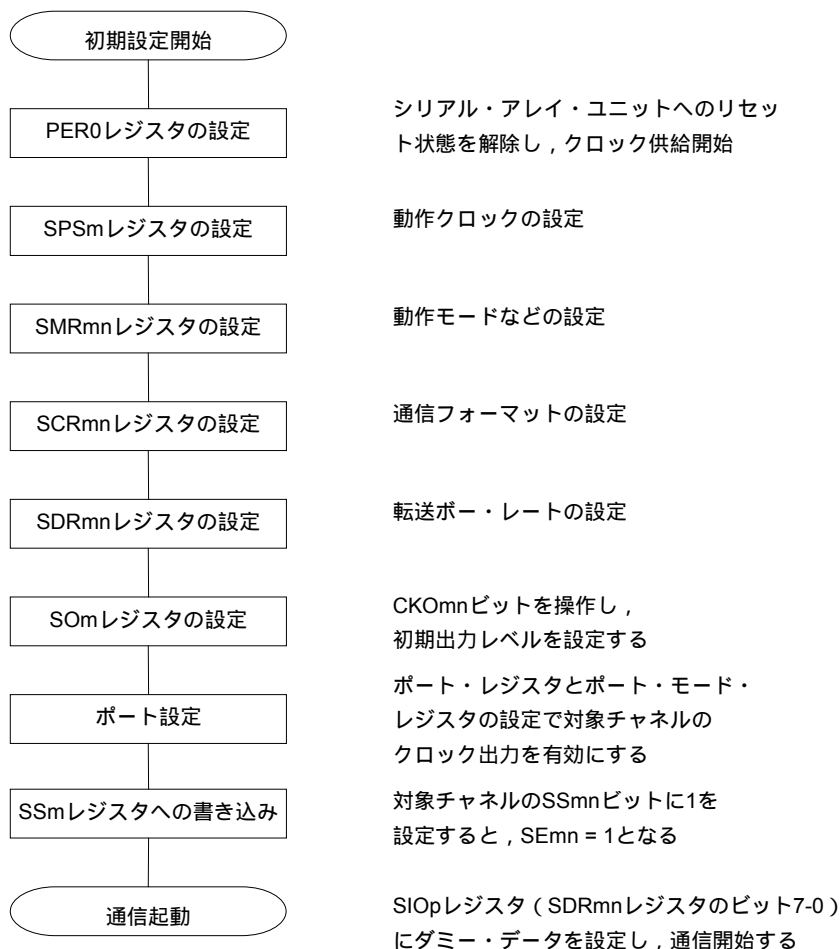 初期設定開始
PER0レジスタの設定
シリアル・アレイ・ユニットへのリセッ
ト状態を解除し，クロック供給開始
SPSmレジスタの設定
動作クロックの設定
SMRmnレジスタの設定
動作モードなどの設定
SCRmnレジスタの設定
通信フォーマットの設定
SDRmnレジスタの設定
転送ボー・レートの設定
SOmレジスタの設定
CKOmnビットを操作し，
初期出力レベルを設定する
ポート設定
ポート・レジスタとポート・モード・
レジスタの設定で対象チャネルの
クロック出力を有効にする
SSmレジスタへの書き込み
対象チャネルのSSmnビットに1を
設定すると，SEmn = 1となる
通信起動
SIOpレジスタ（SDRmnレジスタのビット7-0）
にダミー・データを設定し，通信開始する